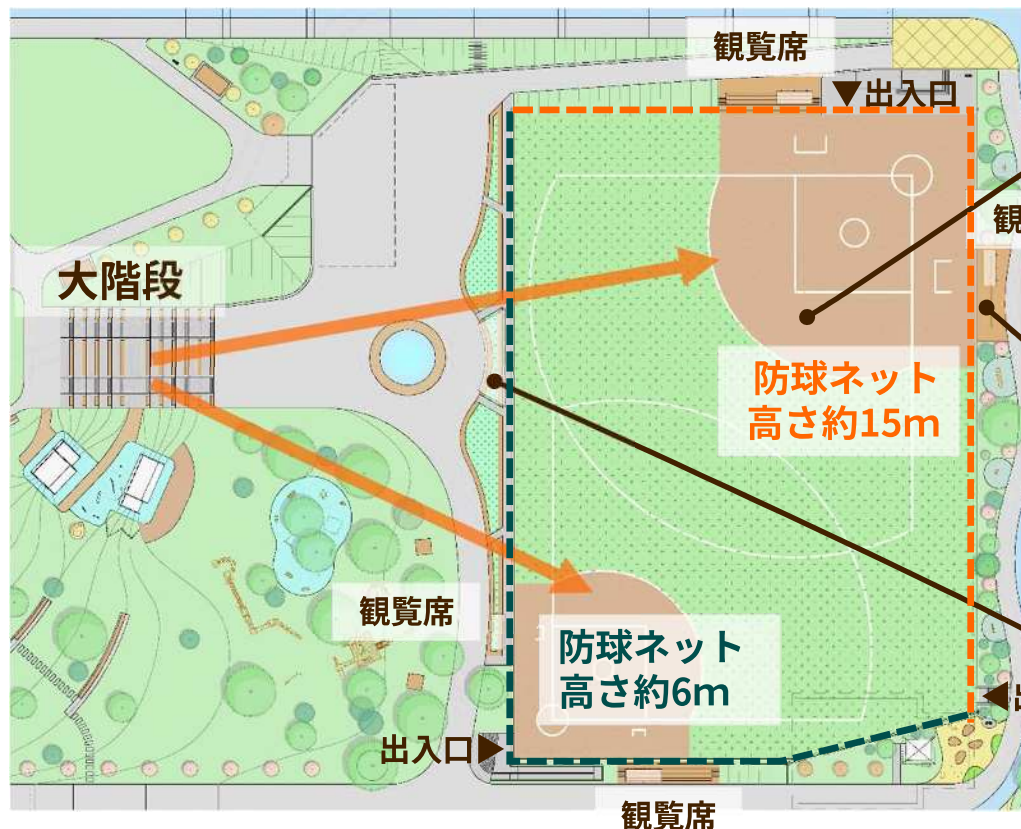 観覧席
▼出入口
観
大階段
防球ネット
高さ約15m
観覧席
防球ネット
高さ約6m
◀出
出入口▶
観覧席